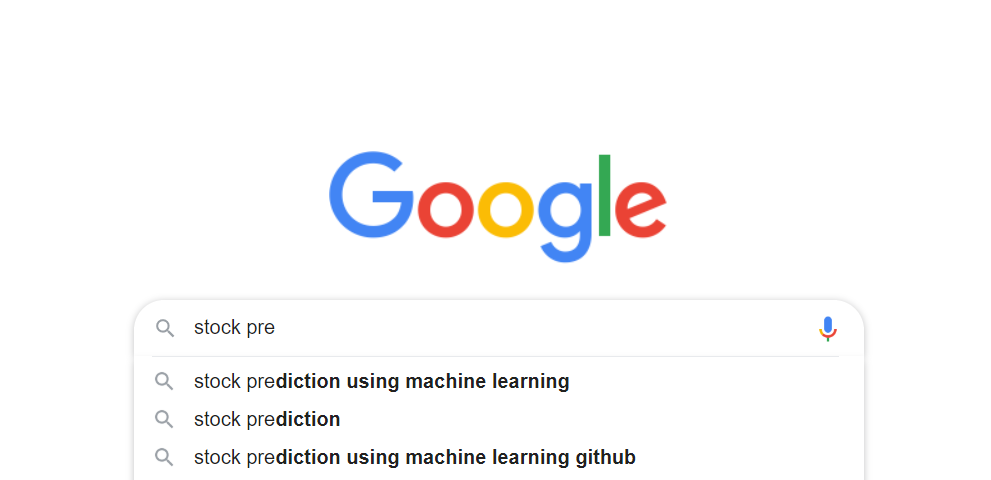 Google
stock pre
stock prediction using machine learning
stock prediction
stock prediction using machine learning github